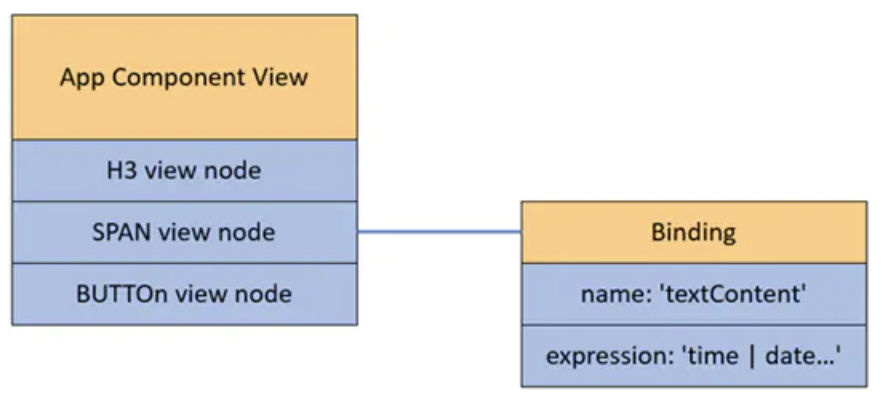 App Component View
H3 view node
SPAN view node
BUTTOn view node
Binding
name: 'textContent'
expression: 'time | date...'